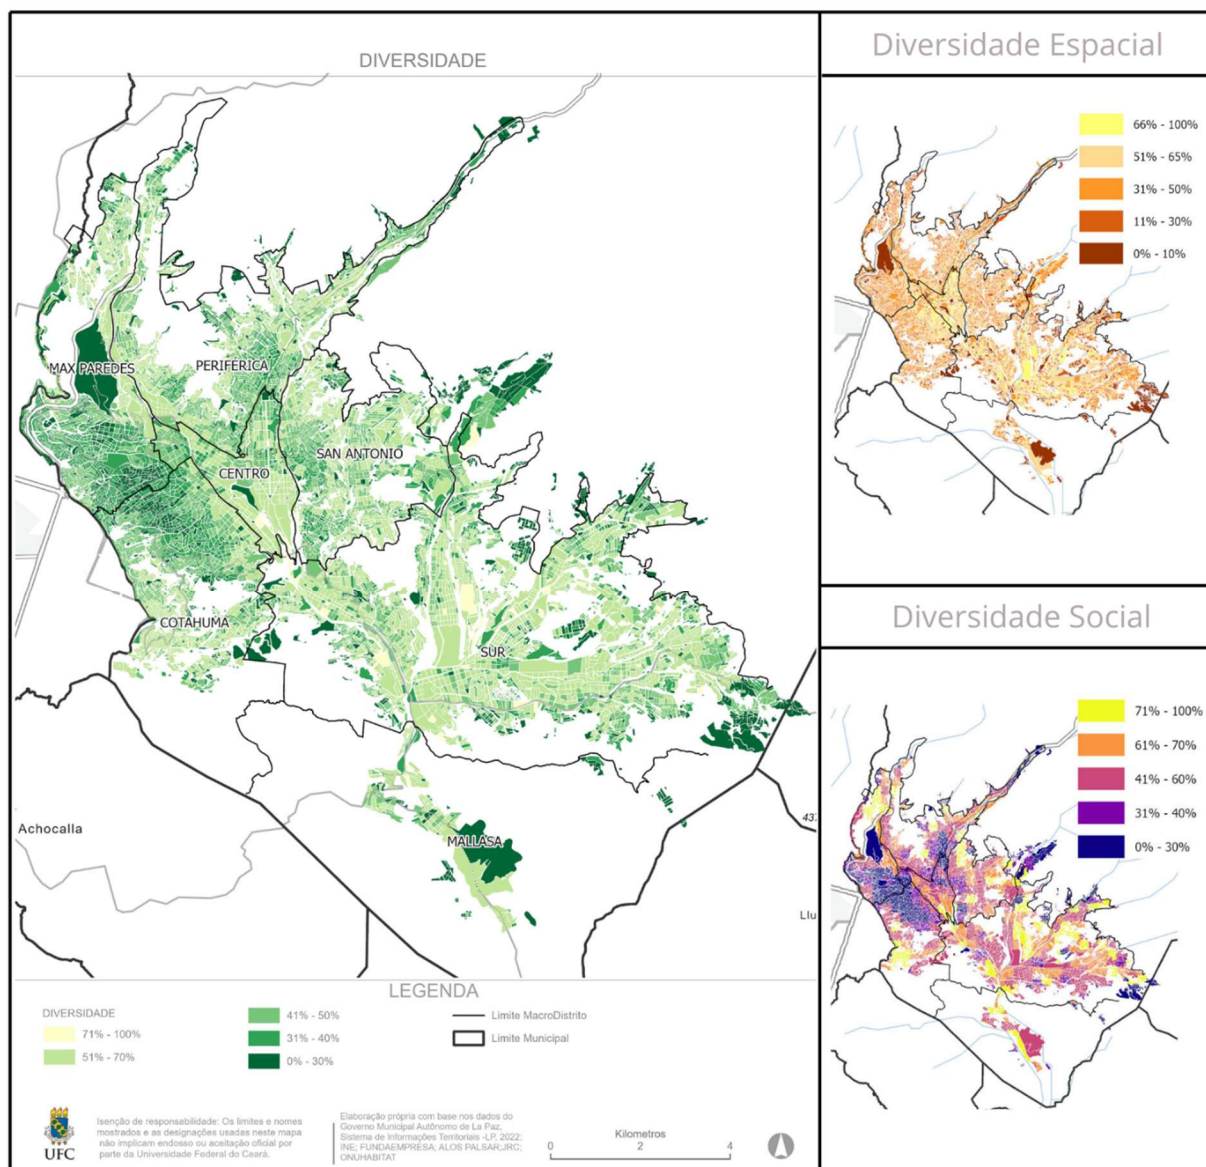 DIVERSIDADE
MAX PAREDES
PERIFERICA
CENTRO
SAN ANTONIO
COTAHUMA
SUR
MALLASA
Achocalla
437
Llu
LEGENDA
DIVERSIDADE
71% - 100%
51% - 70%
41% - 50%
31% - 40%
0% - 30%
Limite MacroDistrito
Limite Municipal
UFC
Isenção de responsabilidade: Os limites e nomes
mostrados e as designações usadas neste mapa
não implicam endosso ou aceitação oficial por
parte da Universidade Federal do Ceará.
Elaboração própria com base nos dados do
Governo Municipal Autônomo de La Paz,
Sistema de Informações Territoriais -LP, 2022;
INE; FUNDAEMPRESA; ALOS PALSAR;JRC;
ONUHABITAT
Kilometros
0 2 4
Diversidade Espacial
66% - 100%
51% - 65%
31% - 50%
11% - 30%
0% - 10%
Diversidade Social
71% - 100%
61% - 70%
41% - 60%
31% - 40%
0% - 30%